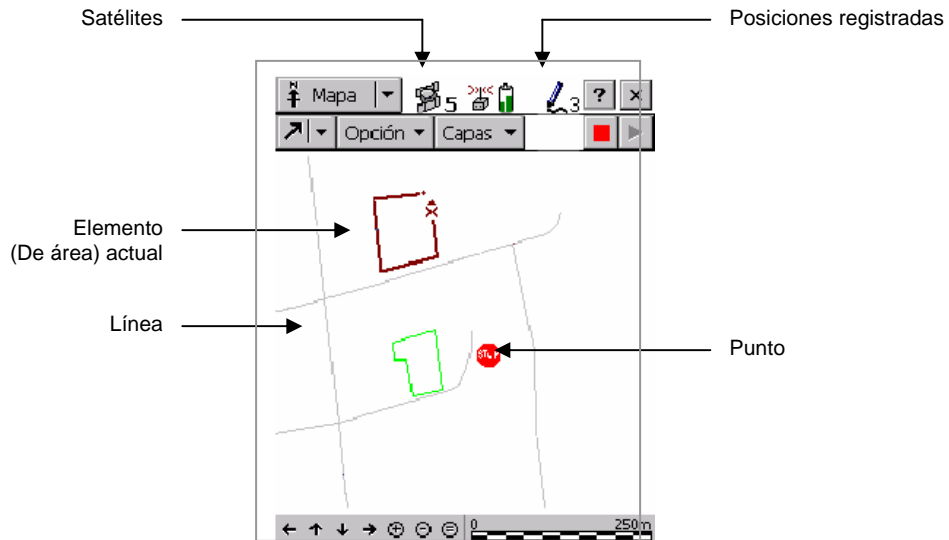 Satélites
Posiciones registradas
Mapa
5
3
?
Opción
Capas
Elemento
(De área) actual
Línea
STOP
Punto
0 250m